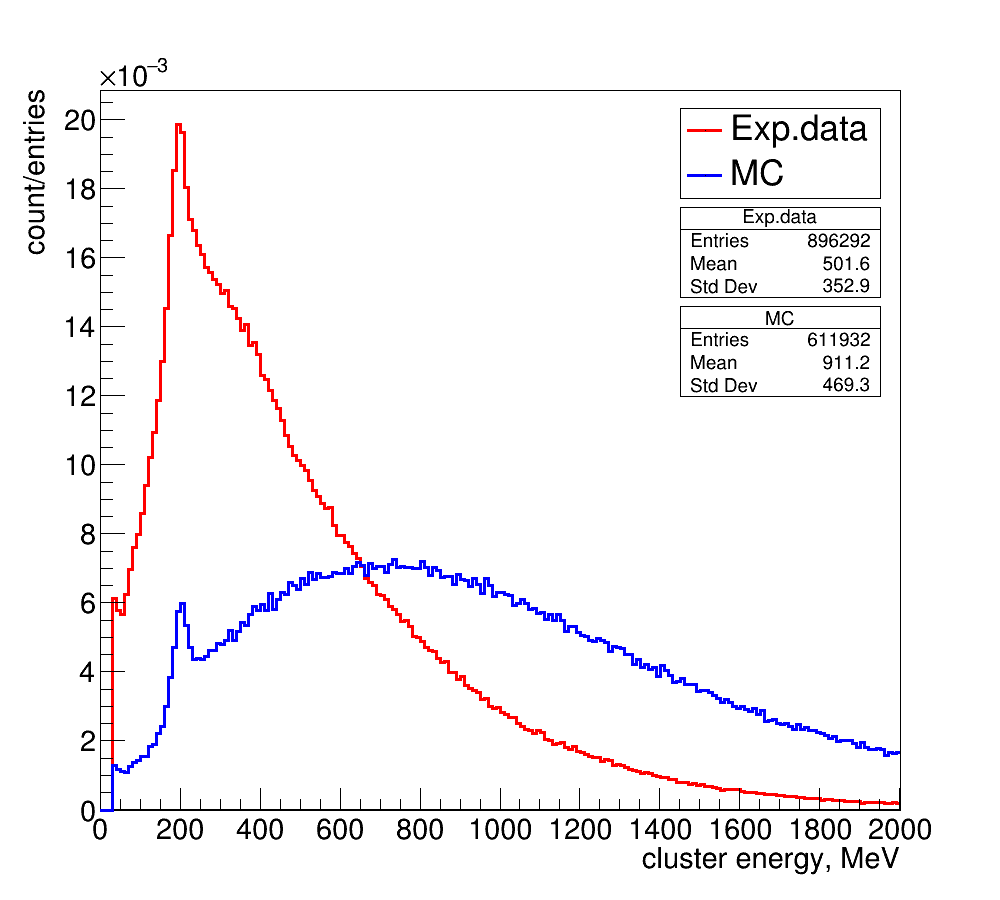 ×10⁻³
count/entries
20
18
16
14
12
10
8
6
4
2
0
Exp.data
MC
Exp.data
Entries 896292
Mean 501.6
Std Dev 352.9
MC
Entries 611932
Mean 911.2
Std Dev 469.3
0 200 400 600 800 1000 1200 1400 1600 1800 2000
cluster energy, MeV